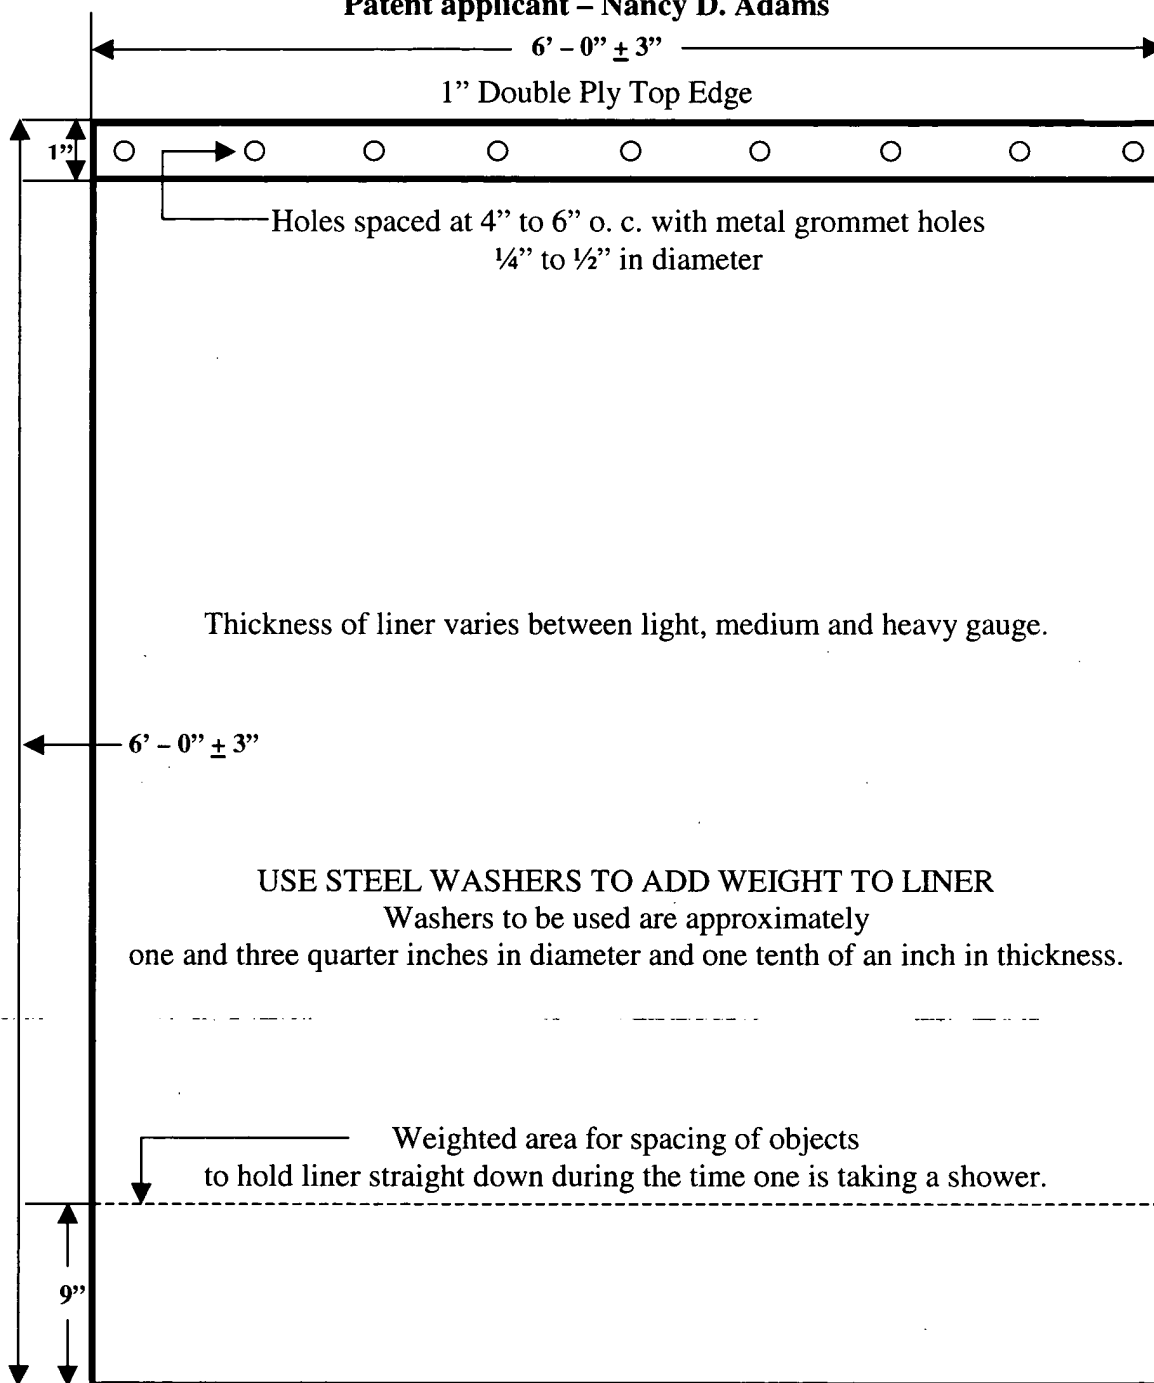 Patent applicant – Nancy D. Adams
6’ – 0” ± 3”
1” Double Ply Top Edge
1”
Holes spaced at 4” to 6” o. c. with metal grommet holes
¼” to ½” in diameter
Thickness of liner varies between light, medium and heavy gauge.
6’ – 0” ± 3”
USE STEEL WASHERS TO ADD WEIGHT TO LINER
Washers to be used are approximately
one and three quarter inches in diameter and one tenth of an inch in thickness.
Weighted area for spacing of objects
to hold liner straight down during the time one is taking a shower.
9”